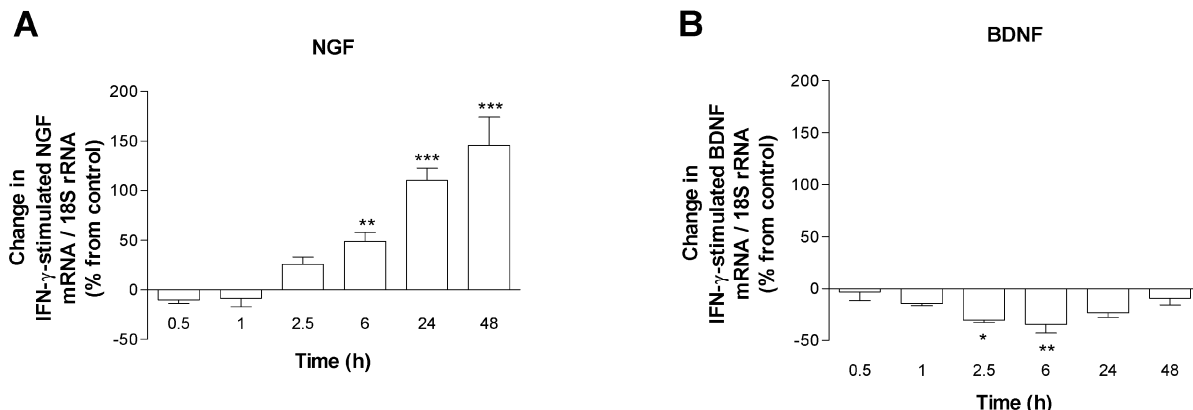 A
NGF
Change in
IFN-γ-stimulated NGF
mRNA / 18S rRNA
(% from control)
200
150
100
50
0
-50
**
***
***
0.5 1 2.5 6 24 48
Time (h)
B
BDNF
Change in
IFN-γ-stimulated BDNF
mRNA / 18S rRNA
(% from control)
200
150
100
50
0
-50
*
**
0.5 1 2.5 6 24 48
Time (h)